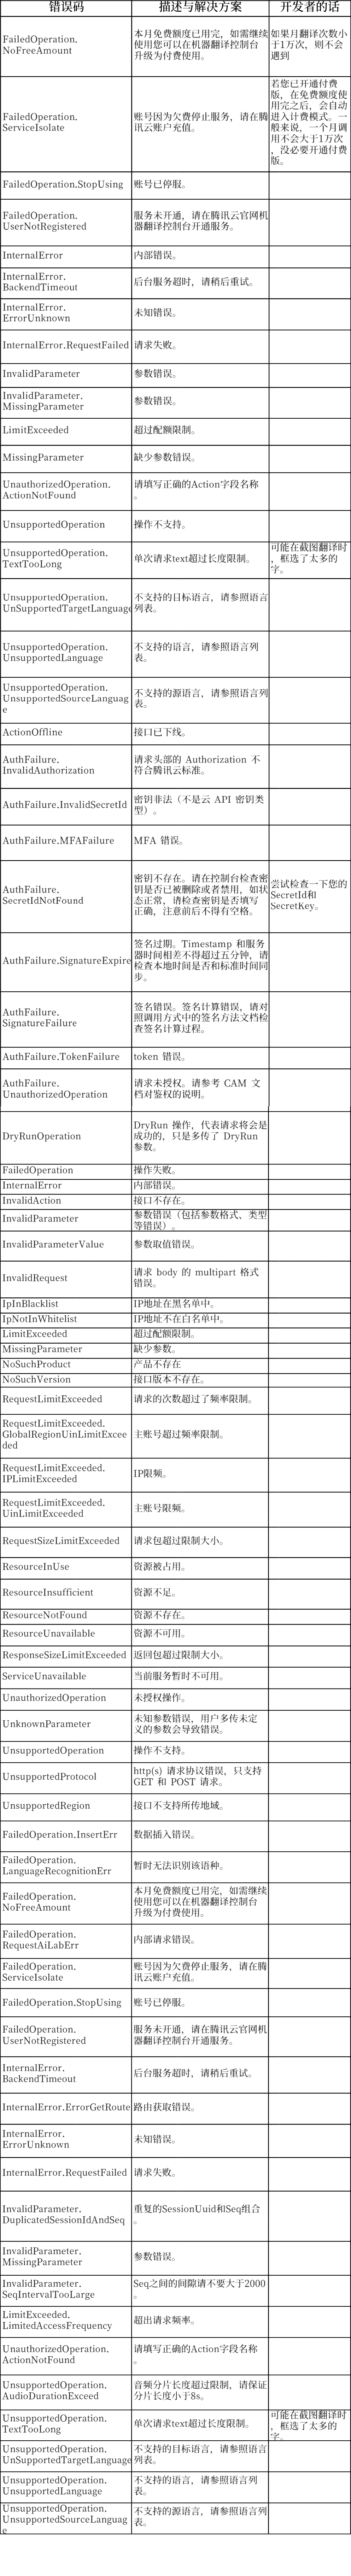 错误码 描述与解决方案 开发者的话
FailedOperation.
NoFreeAmount
本月免费额度已用完，如需继续
使用您可以在机器翻译控制台
升级为付费使用。
如果月翻译次数小
于1万次，则不会
遇到
FailedOperation.
ServiceIsolate
账号因为欠费停止服务，请在腾
讯云账户充值。
若您已开通付费
版，在免费额度使
用完之后，会自动
进入计费模式。一
般来说，一个月调
用不会大于1万次
，没必要开通付费
版。
FailedOperation.StopUsing
账号已停服。
FailedOperation.
UserNotRegistered
服务未开通，请在腾讯云官网机
器翻译控制台开通服务。
InternalError
内部错误。
InternalError.
BackendTimeout
后台服务超时，请稍后重试。
InternalError.
ErrorUnknown
未知错误。
InternalError.RequestFailed
请求失败。
InvalidParameter
参数错误。
InvalidParameter.
MissingParameter
参数错误。
LimitExceeded
超过配额限制。
MissingParameter
缺少参数错误。
UnauthorizedOperation.
ActionNotFound
请填写正确的Action字段名称
。
UnsupportedOperation
操作不支持。
UnsupportedOperation.
TextTooLong
单次请求text超过长度限制。
可能在截图翻译时
，框选了太多的
字。
UnsupportedOperation.
UnSupportedTargetLanguage
不支持的目标语言，请参照语言
列表。
UnsupportedOperation.
UnsupportedLanguage
不支持的语言，请参照语言列
表。
UnsupportedOperation.
UnsupportedSourceLanguag
e
不支持的源语言，请参照语言列
表。
ActionOffline
接口已下线。
AuthFailure.
InvalidAuthorization
请求头部的 Authorization 不
符合腾讯云标准。
AuthFailure.InvalidSecretId
密钥非法（不是云 API 密钥类
型）。
AuthFailure.MFAFailure
MFA 错误。
AuthFailure.
SecretIdNotFound
密钥不存在。请在控制台检查密
钥是否已被删除或者禁用，如状
态正常，请检查密钥是否填写
正确，注意前后不得有空格。
尝试检查一下您的
SecretId和
SecretKey。
AuthFailure.SignatureExpire
签名过期。Timestamp 和服务
器时间相差不得超过五分钟，请
检查本地时间是否和标准时间同
步。
AuthFailure.
SignatureFailure
签名错误。签名计算错误，请对
照调用方式中的签名方法文档检
查签名计算过程。
AuthFailure.TokenFailure
token 错误。
AuthFailure.
UnauthorizedOperation
请求未授权。请参考 CAM 文
档对鉴权的说明。
DryRunOperation
DryRun 操作，代表请求将会是
成功的，只是多传了 DryRun
参数。
FailedOperation
操作失败。
InternalError
内部错误。
InvalidAction
接口不存在。
InvalidParameter
参数错误（包括参数格式、类型
等错误）。
InvalidParameterValue
参数取值错误。
InvalidRequest
请求 body 的 multipart 格式
错误。
IpInBlacklist
IP地址在黑名单中。
IpNotInWhitelist
IP地址不在白名单中。
LimitExceeded
超过配额限制。
MissingParameter
缺少参数。
NoSuchProduct
产品不存在
NoSuchVersion
接口版本不存在。
RequestLimitExceeded
请求的次数超过了频率限制。
RequestLimitExceeded.
GlobalRegionUinLimitExcee
ded
主账号超过频率限制。
RequestLimitExceeded.
IPLimitExceeded
IP限频。
RequestLimitExceeded.
UinLimitExceeded
主账号限频。
RequestSizeLimitExceeded
请求包超过限制大小。
ResourceInUse
资源被占用。
ResourceInsufficient
资源不足。
ResourceNotFound
资源不存在。
ResourceUnavailable
资源不可用。
ResponseSizeLimitExceeded
返回包超过限制大小。
ServiceUnavailable
当前服务暂时不可用。
UnauthorizedOperation
未授权操作。
UnknownParameter
未知参数错误，用户多传未定
义的参数会导致错误。
UnsupportedOperation
操作不支持。
UnsupportedProtocol
http(s) 请求协议错误，只支持
GET 和 POST 请求。
UnsupportedRegion
接口不支持所传地域。
FailedOperation.InsertErr
数据插入错误。
FailedOperation.
LanguageRecognitionErr
暂时无法识别该语种。
FailedOperation.
NoFreeAmount
本月免费额度已用完，如需继续
使用您可以在机器翻译控制台
升级为付费使用。
FailedOperation.
RequestAiLabErr
内部请求错误。
FailedOperation.
ServiceIsolate
账号因为欠费停止服务，请在腾
讯云账户充值。
FailedOperation.StopUsing
账号已停服。
FailedOperation.
UserNotRegistered
服务未开通，请在腾讯云官网机
器翻译控制台开通服务。
InternalError.
BackendTimeout
后台服务超时，请稍后重试。
InternalError.ErrorGetRoute
路由获取错误。
InternalError.
ErrorUnknown
未知错误。
InternalError.RequestFailed
请求失败。
InvalidParameter.
DuplicatedSessionIdAndSeq
重复的SessionUuid和Seq组合
。
InvalidParameter.
MissingParameter
参数错误。
InvalidParameter.
SeqIntervalTooLarge
Seq之间的间隙请不要大于2000
。
LimitExceeded.
LimitedAccessFrequency
超出请求频率。
UnauthorizedOperation.
ActionNotFound
请填写正确的Action字段名称
。
UnsupportedOperation.
AudioDurationExceed
音频分片长度超过限制，请保证
分片长度小于8s。
UnsupportedOperation.
TextTooLong
单次请求text超过长度限制。
可能在截图翻译时
，框选了太多的
字。
UnsupportedOperation.
UnSupportedTargetLanguage
不支持的目标语言，请参照语言
列表。
UnsupportedOperation.
UnsupportedLanguage
不支持的语言，请参照语言列
表。
UnsupportedOperation.
UnsupportedSourceLanguag
e
不支持的源语言，请参照语言列
表。